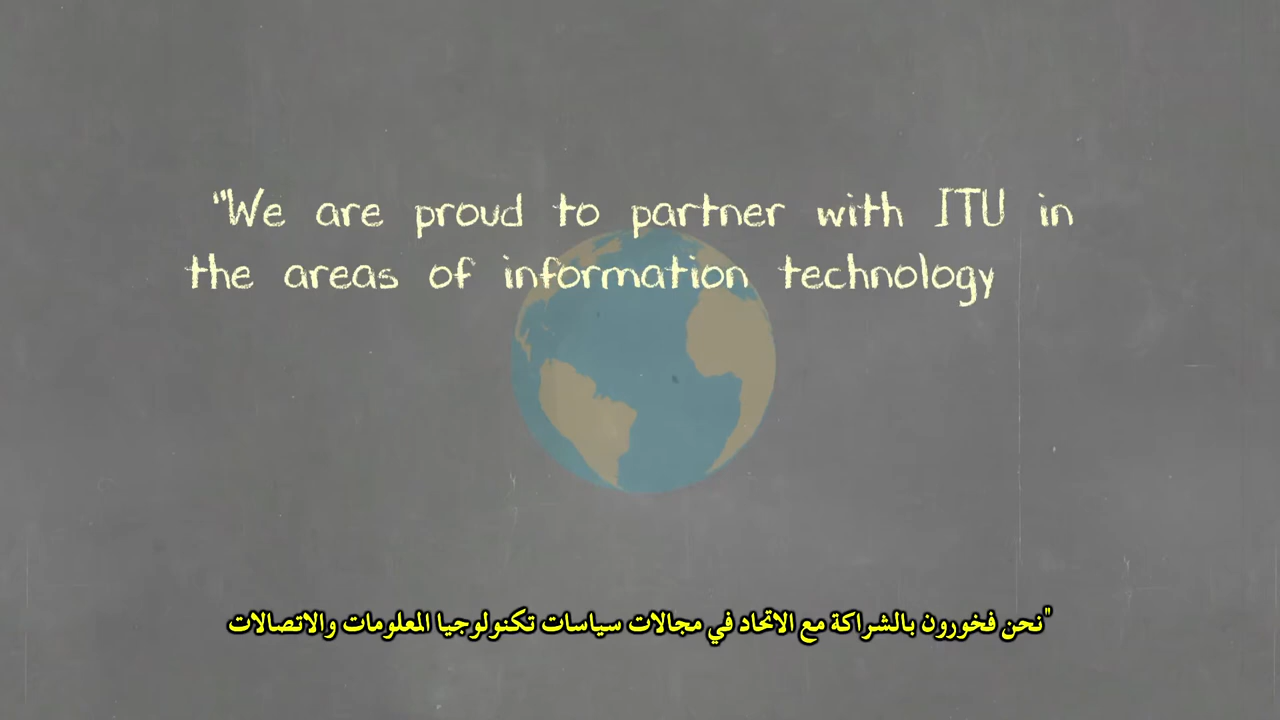 "We are proud to partner with ITU in
the areas of information technology
"نحن فخورون بالشراكة مع الاتحاد في مجالات سياسات تكنولوجيا المعلومات والاتصالات